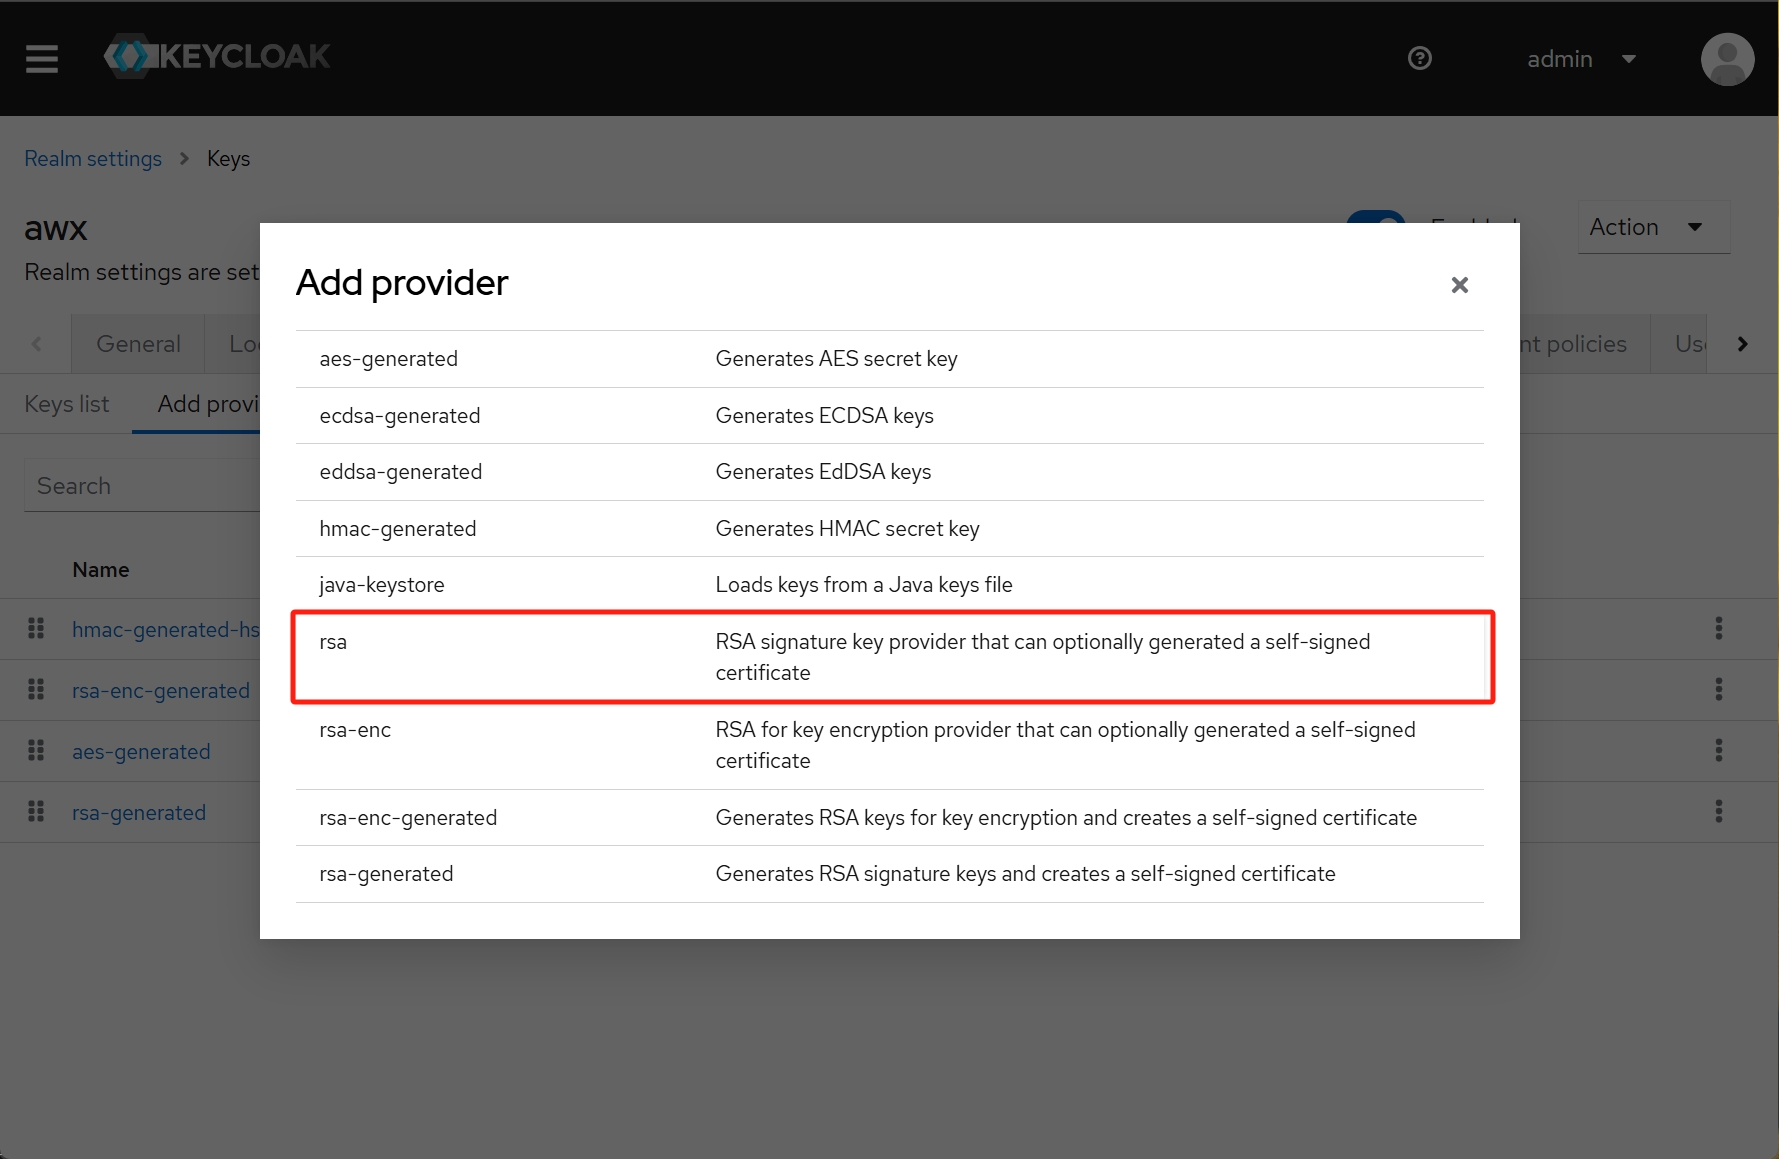 KEYCLOAK
admin
Realm settings > Keys
awx
Action
Realm settings are set
General
nt policies
Keys list
Add provi
Search
Name
hmac-generated-hs
rsa-enc-generated
aes-generated
rsa-generated
Add provider
aes-generated Generates AES secret key
ecdsa-generated Generates ECDSA keys
eddsa-generated Generates EdDSA keys
hmac-generated Generates HMAC secret key
java-keystore Loads keys from a Java keys file
rsa RSA signature key provider that can optionally generated a self-signed
certificate
rsa-enc RSA for key encryption provider that can optionally generated a self-signed
certificate
rsa-enc-generated Generates RSA keys for key encryption and creates a self-signed certificate
rsa-generated Generates RSA signature keys and creates a self-signed certificate